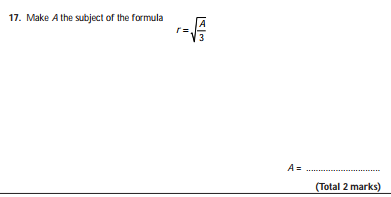 17. Make A the subject of the formula
r = √(A/3)
A = ..............................
(Total 2 marks)